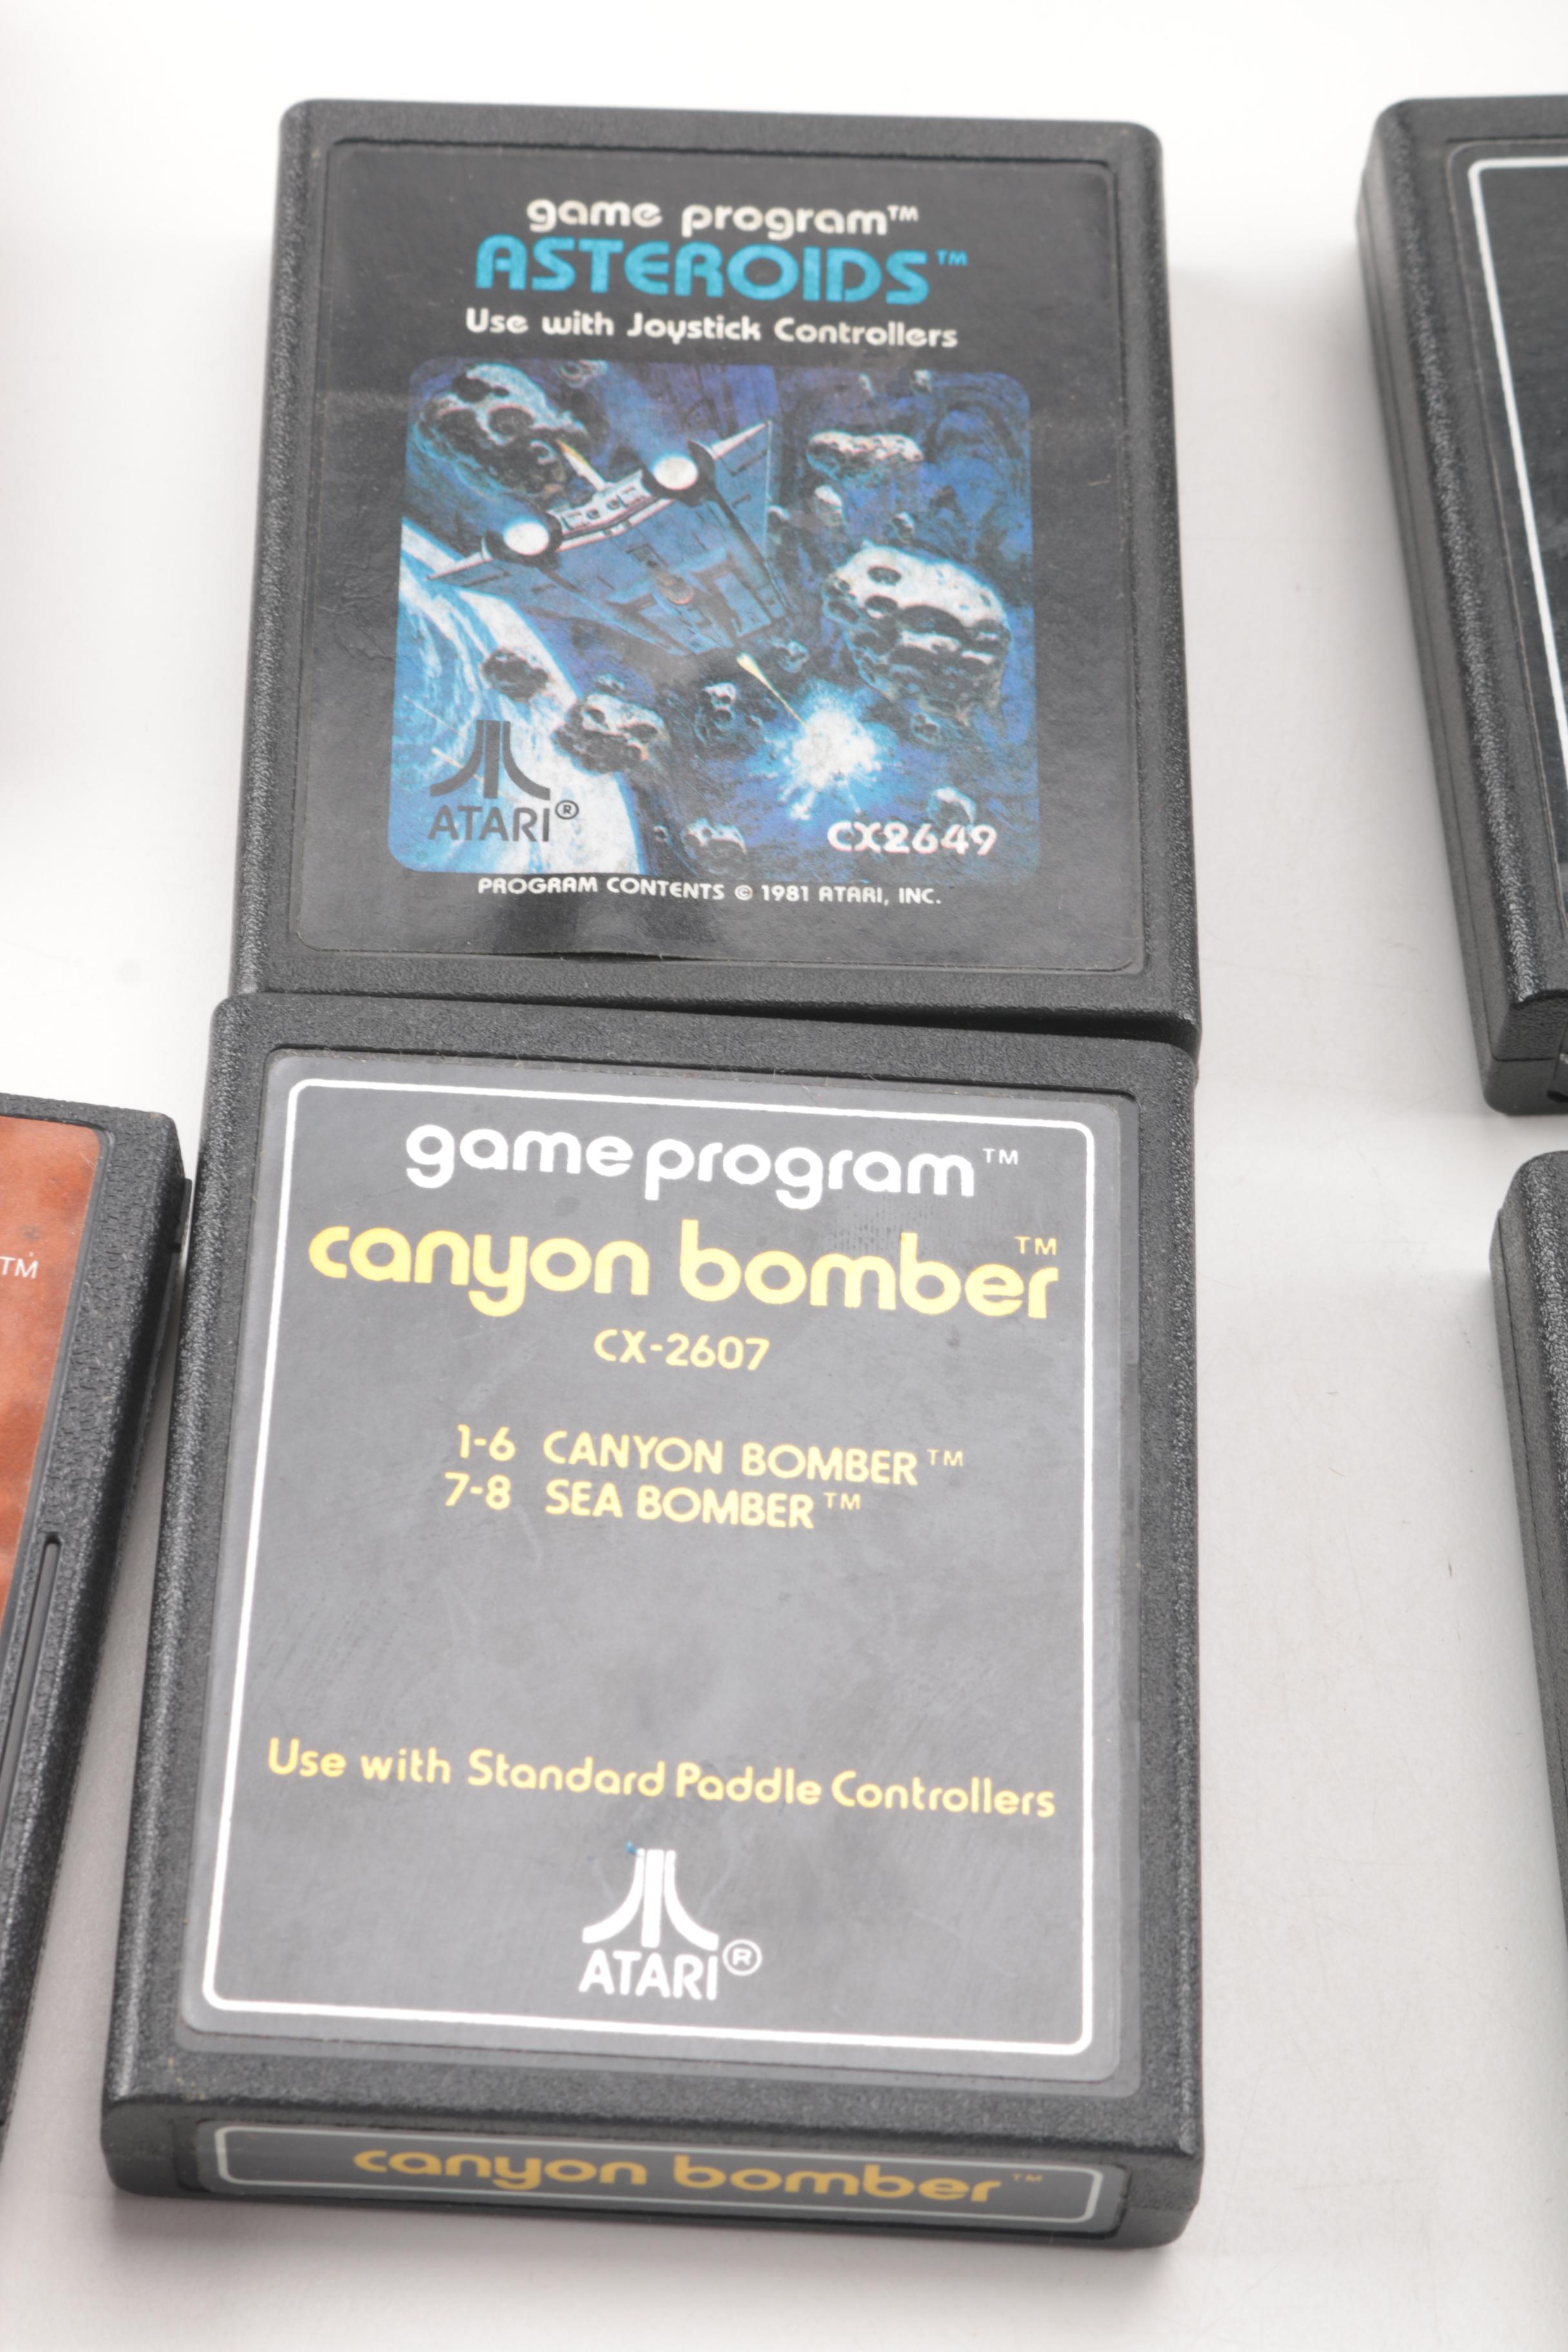 game program™
ASTEROIDS™
Use with Joystick Controllers
ATARI®
CX2649
PROGRAM CONTENTS © 1981 ATARI, INC.
game program™
canyon bomber™
CX-2607
1-6 CANYON BOMBER™
7-8 SEA BOMBER™
Use with Standard Paddle Controllers
ATARI®
canyon bomber™
TM